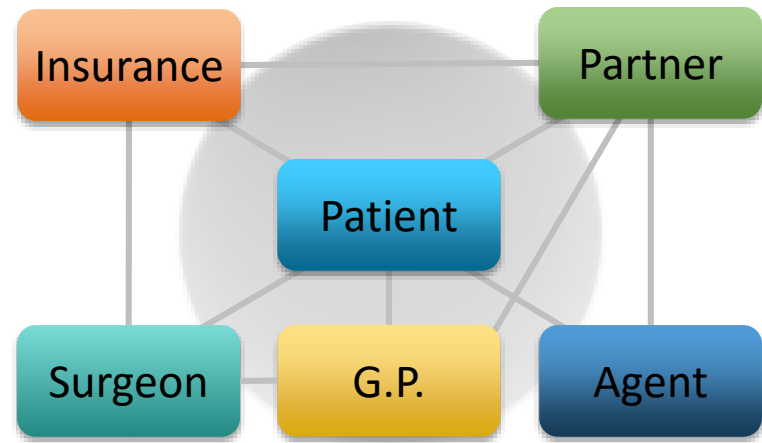 Insurance
Partner
Patient
Surgeon
G.P.
Agent